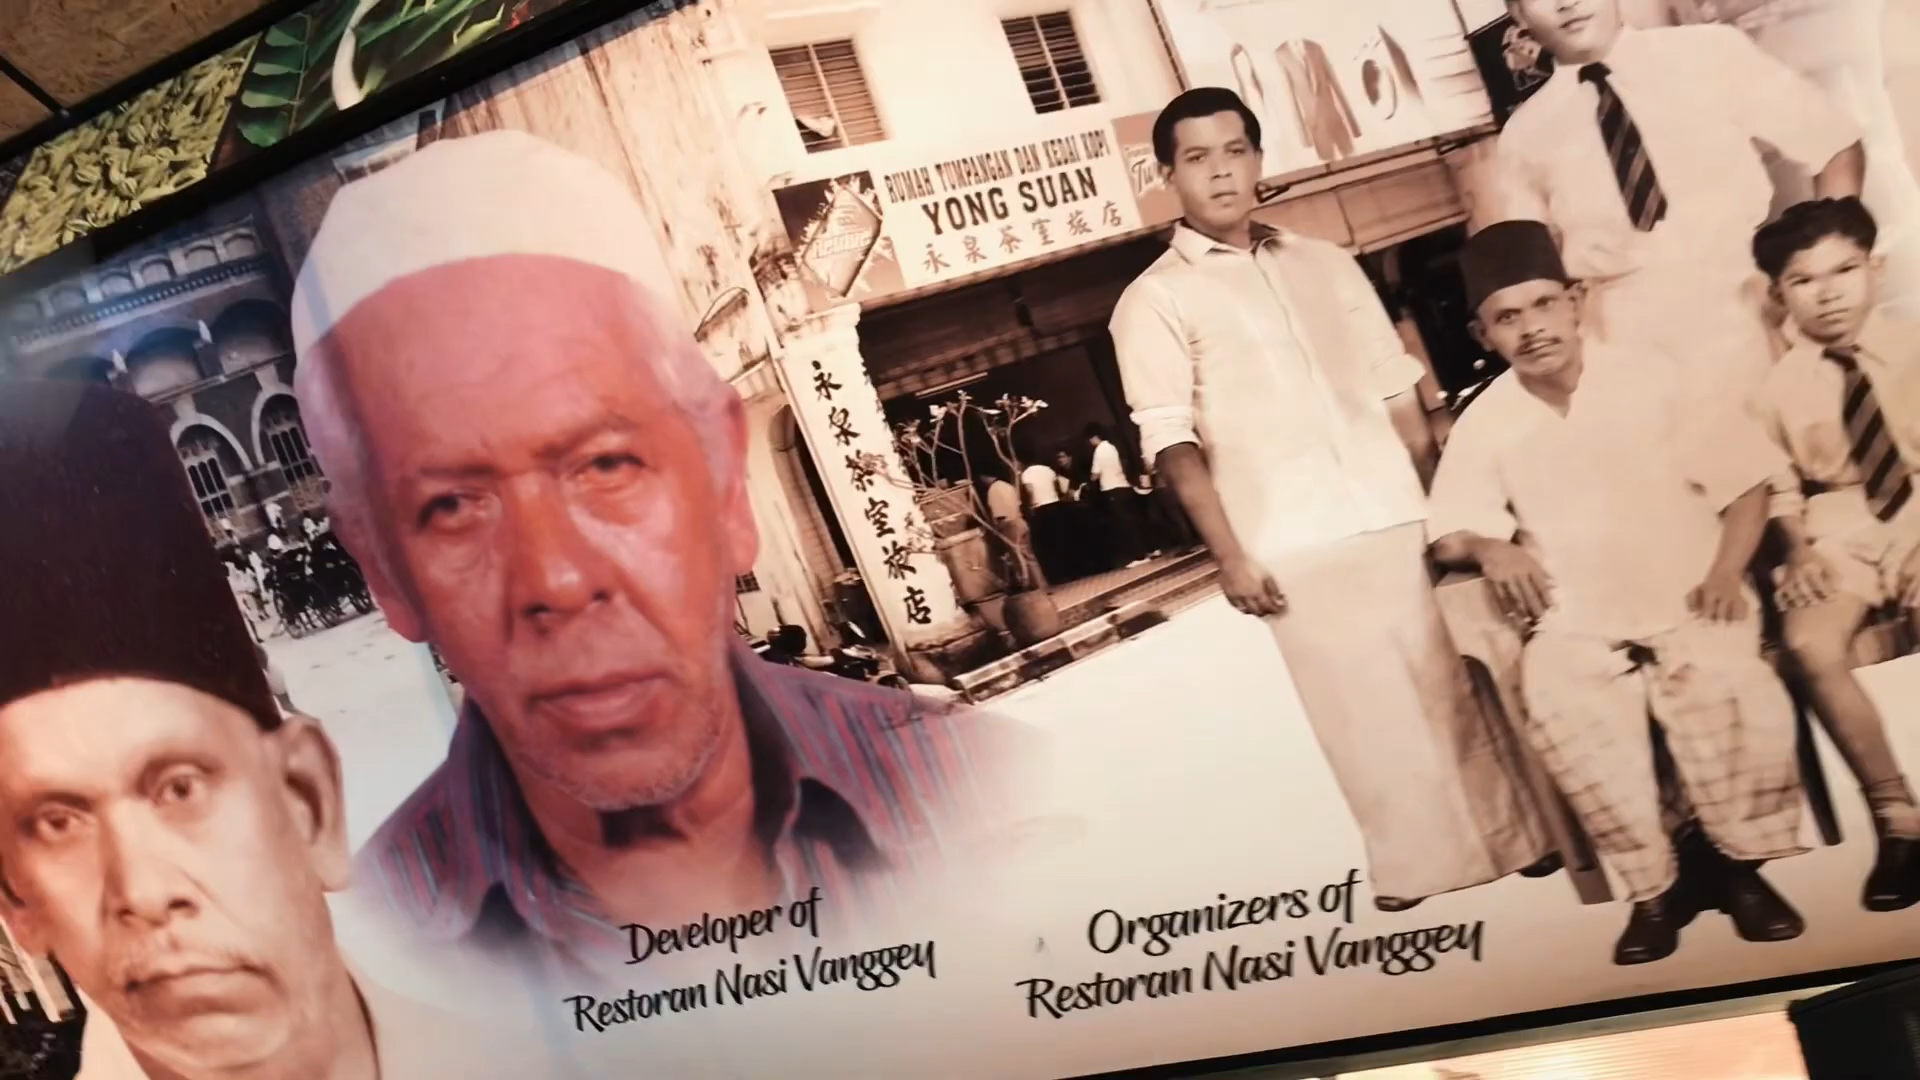 RUMAH TUMPANGAN DAN KEDAI KOPI
YONG SUAN
永泉茶室旅店
永泉茶室旅店
Developer of
Restoran Nasi Vanggey
Organizers of
Restoran Nasi Vanggey